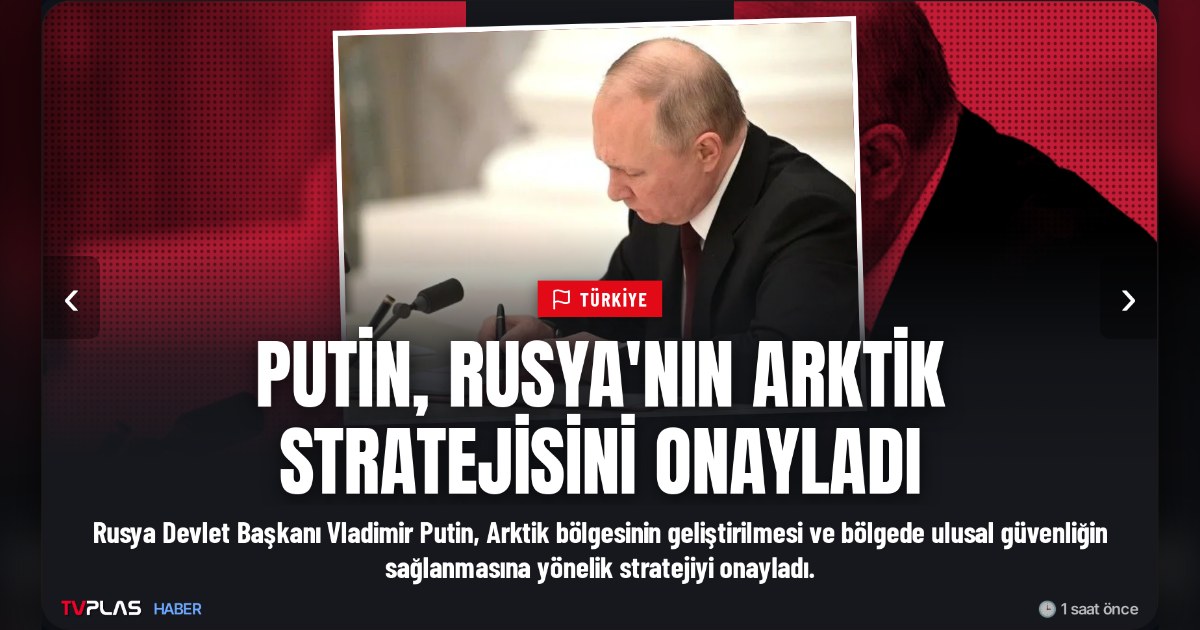 TÜRKİYE
PUTİN, RUSYA'NIN ARKTİK
STRATEJİSİNİ ONAYLADI
Rusya Devlet Başkanı Vladimir Putin, Arktik bölgesinin geliştirilmesi ve bölgede ulusal güvenliğin
sağlanmasına yönelik stratejiyi onayladı.
TVPLAS HABER
1 saat önce